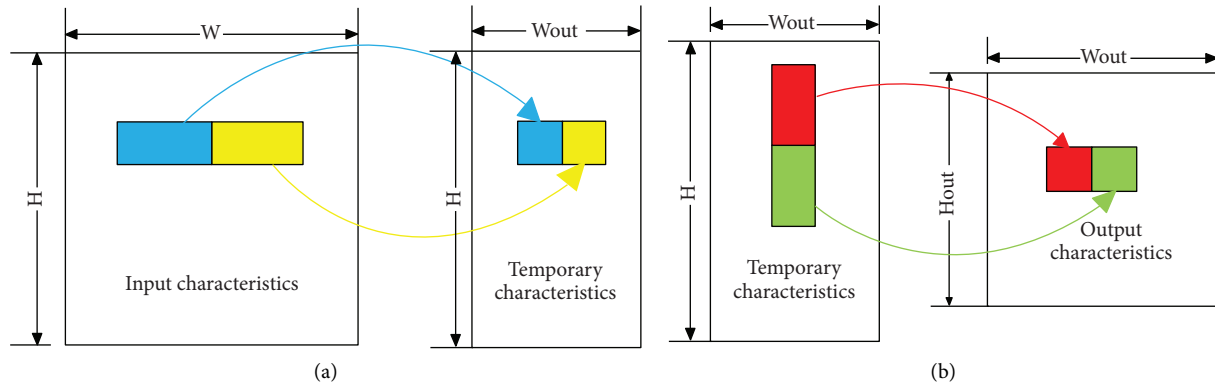 W
H
Input characteristics
Wout
H
Temporary
characteristics
(a)
Wout
H
Temporary
characteristics
Wout
Hout
Output
characteristics
(b)